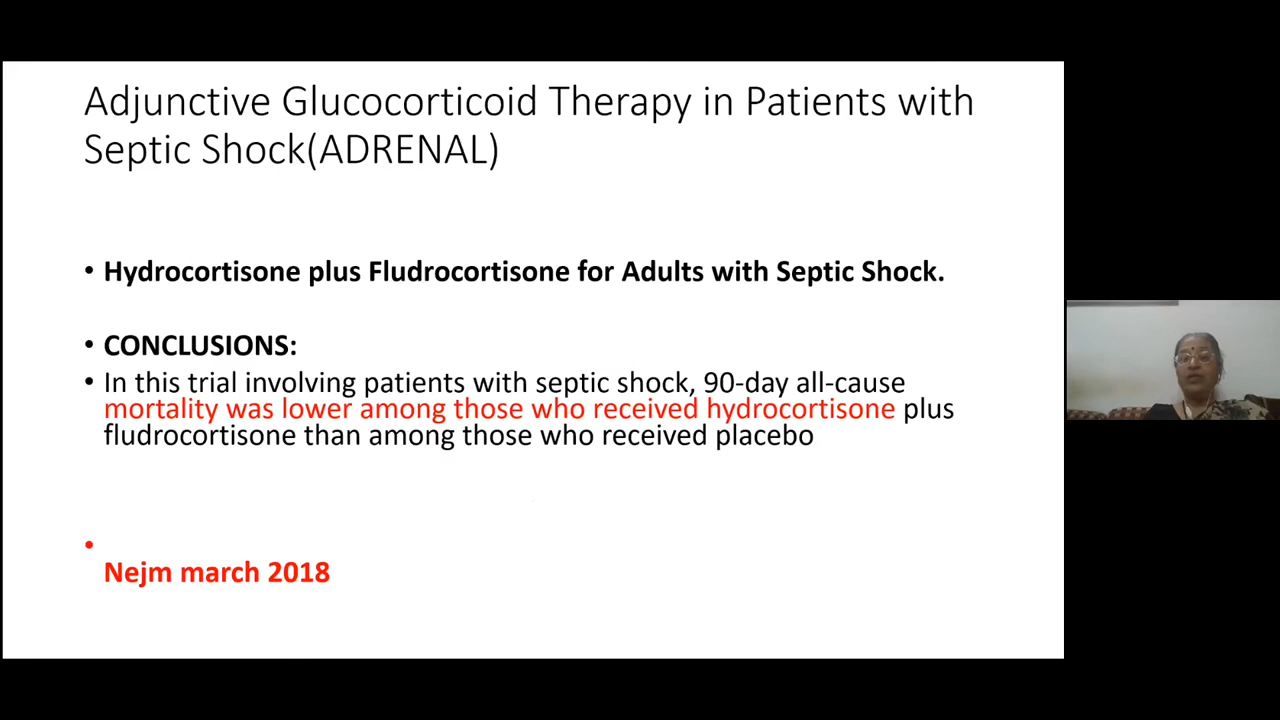 Adjunctive Glucocorticoid Therapy in Patients with
Septic Shock(ADRENAL)
• Hydrocortisone plus Fludrocortisone for Adults with Septic Shock.
• CONCLUSIONS:
• In this trial involving patients with septic shock, 90-day all-cause
mortality was lower among those who received hydrocortisone plus
fludrocortisone than among those who received placebo
•
Nejm march 2018